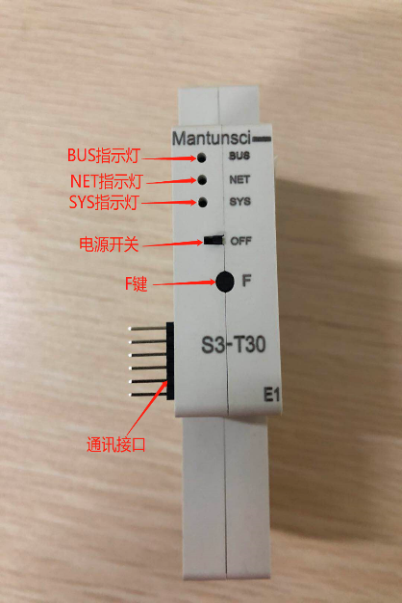 Mantunsci
BUS指示灯 BUS
NET指示灯 NET
SYS指示灯 SYS
电源开关 OFF
F键 F
S3-T30
E1
通讯接口